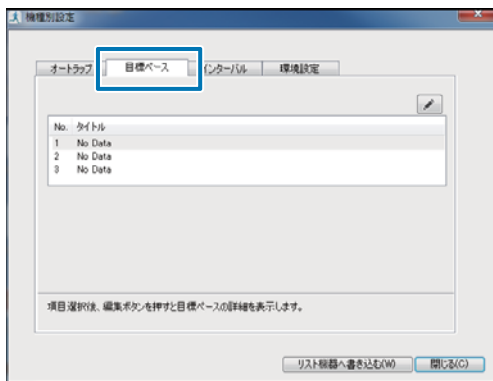 機種別設定
オートラップ 目標ペース インターバル 環境設定
No. タイトル
1 No Data
2 No Data
3 No Data
項目選択後、編集ボタンを押すと目標ペースの詳細を表示します。
リスト機器へ書き込む(W) 閉じる(C)